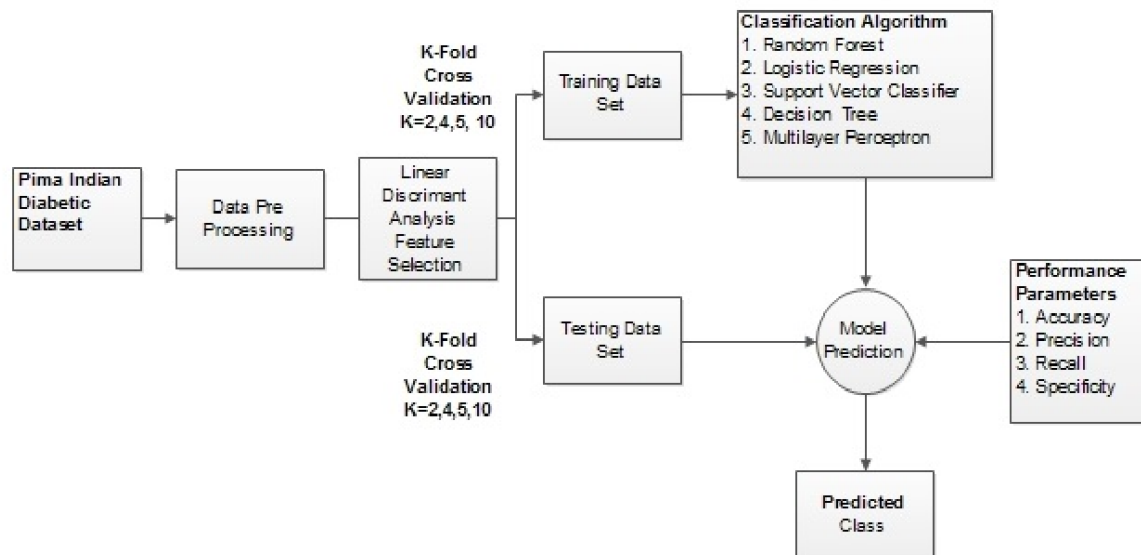 Pima Indian
Diabetic
Dataset
Data Pre
Processing
Linear
Discrimant
Analysis
Feature
Selection
K-Fold
Cross
Validation
K=2,4,5, 10
Training Data
Set
Classification Algorithm
1. Random Forest
2. Logistic Regression
3. Support Vector Classifier
4. Decision Tree
5. Multilayer Perceptron
K-Fold
Cross
Validation
K=2,4,5,10
Testing Data
Set
Model
Prediction
Performance
Parameters
1. Accuracy
2. Precision
3. Recall
4. Specificity
Predicted
Class